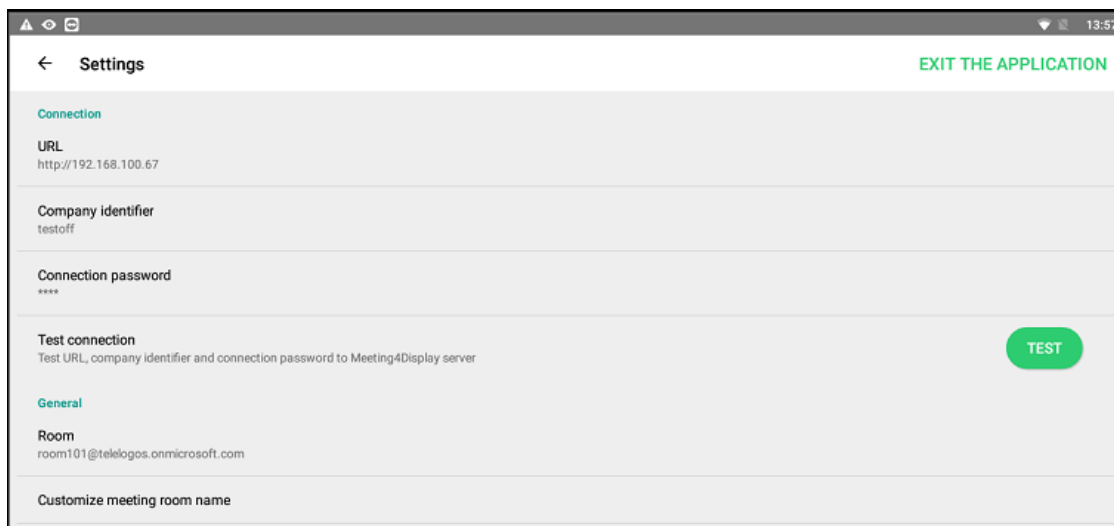 13:57
Settings
EXIT THE APPLICATION
Connection
URL
http://192.168.100.67
Company identifier
testoff
Connection password
****
Test connection
Test URL, company identifier and connection password to Meeting4Display server
TEST
General
Room
room101@telelogos.onmicrosoft.com
Customize meeting room name